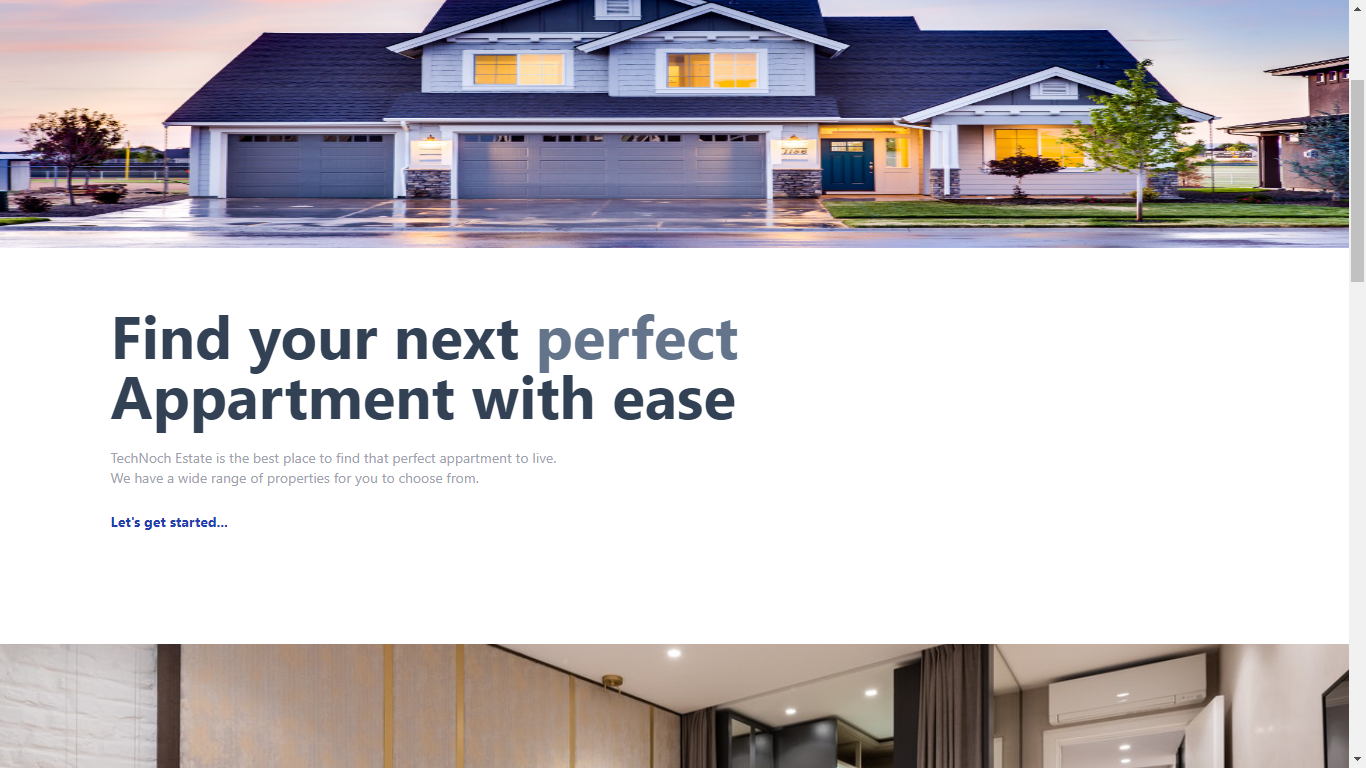 Find your next perfect
Appartment with ease
TechNoch Estate is the best place to find that perfect appartment to live.
We have a wide range of properties for you to choose from.
Let's get started...